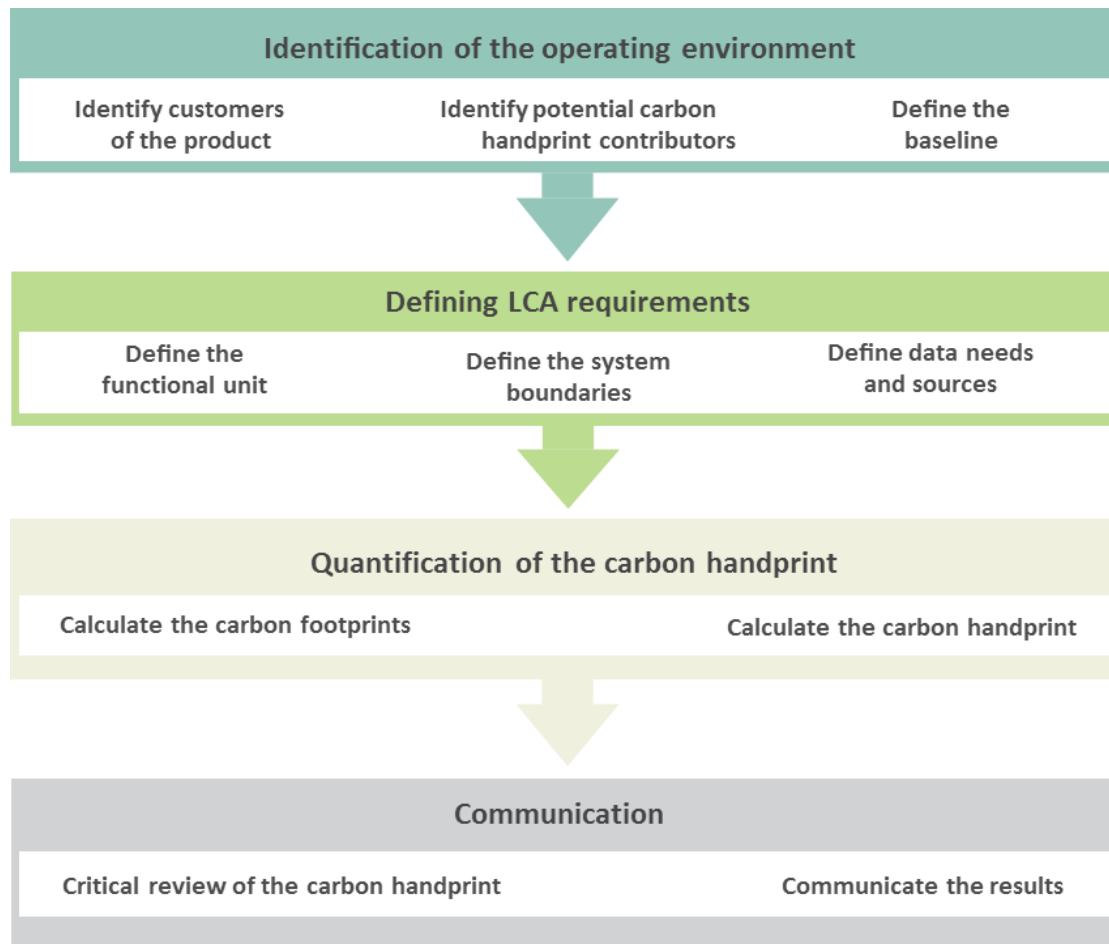 Identification of the operating environment
Identify customers
of the product
Identify potential carbon
handprint contributors
Define the
baseline
Defining LCA requirements
Define the
functional unit
Define the system
boundaries
Define data needs
and sources
Quantification of the carbon handprint
Calculate the carbon footprints
Calculate the carbon handprint
Communication
Critical review of the carbon handprint
Communicate the results